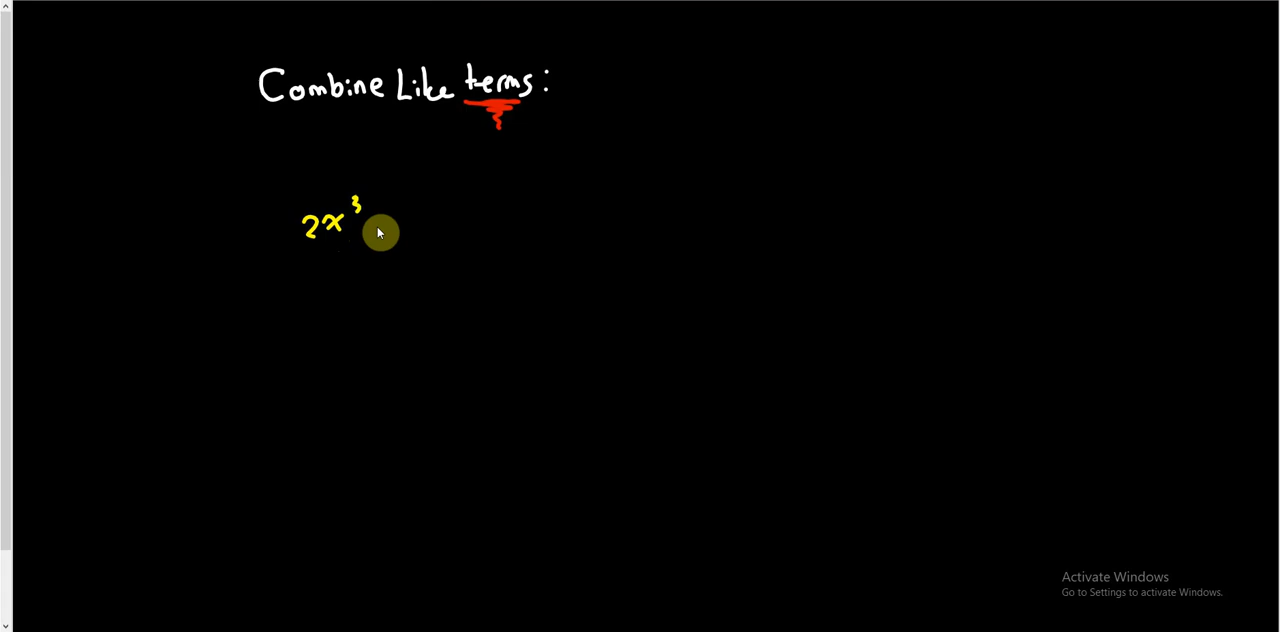 Combine Like terms:
2x³
Activate Windows
Go to Settings to activate Windows.